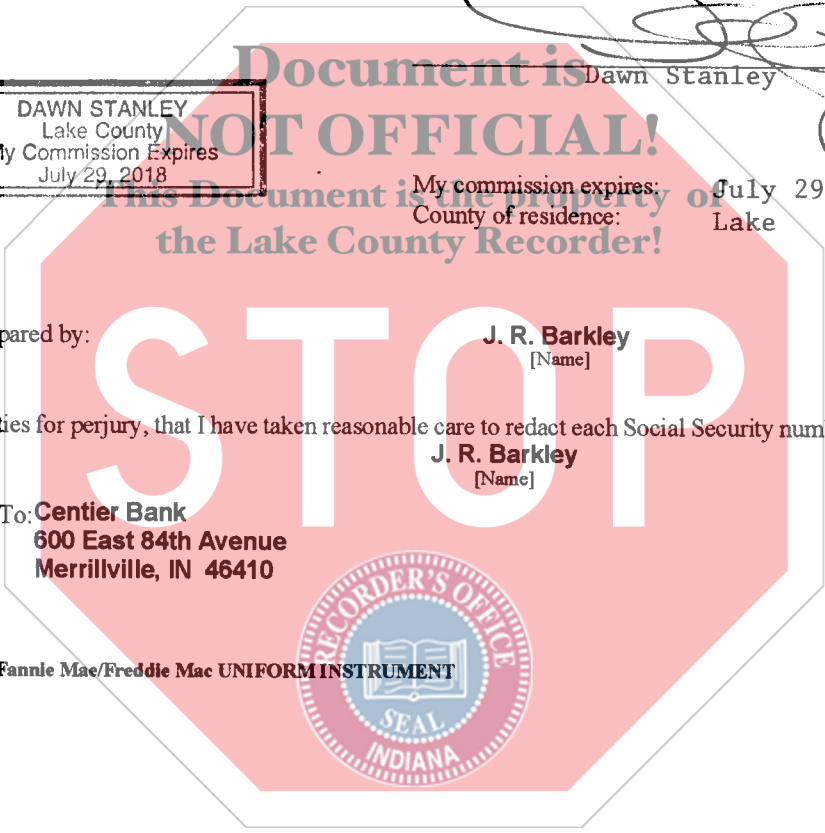 Document is
Dawn Stanley
DAWN STANLEY
Lake County
My Commission Expires
July 29, 2018
NOT OFFICIAL!
This Document is the property of
the Lake County Recorder!
My commission expires: July 29
County of residence: Lake
STOP
pared by:
J. R. Barkley
[Name]
ties for perjury, that I have taken reasonable care to redact each Social Security num
J. R. Barkley
[Name]
To: Centier Bank
600 East 84th Avenue
Merrillville, IN 46410
Fannie Mae/Freddie Mac UNIFORM INSTRUMENT
RECORDER'S OFFICE
SEAL
INDIANA